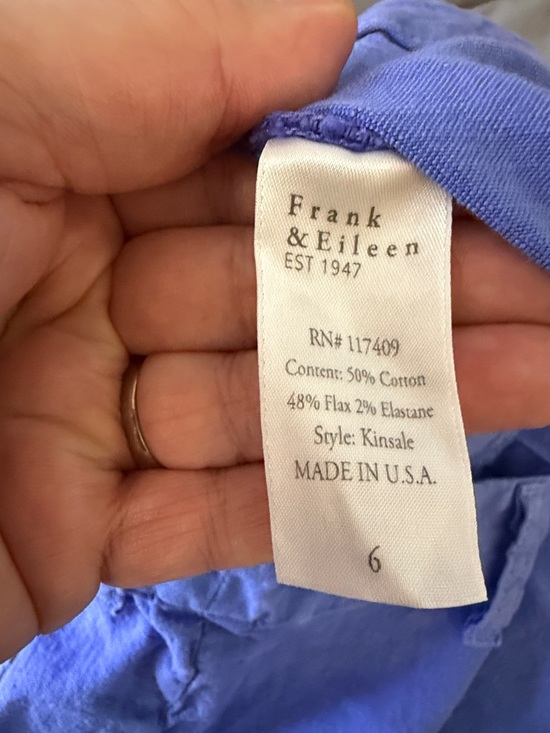 Frank
&Eileen
EST 1947
RN# 117409
Content: 50% Cotton
48% Flax 2% Elastane
Style: Kinsale
MADE IN U.S.A.
6